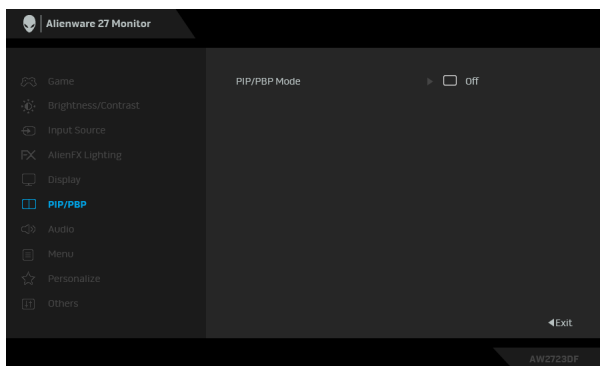 Alienware 27 Monitor
Game
PIP/PBP Mode
Off
Brightness/Contrast
Input Source
FX AlienFX Lighting
Display
PIP/PBP
Audio
Menu
Personalize
Others
Exit
AW2723DF